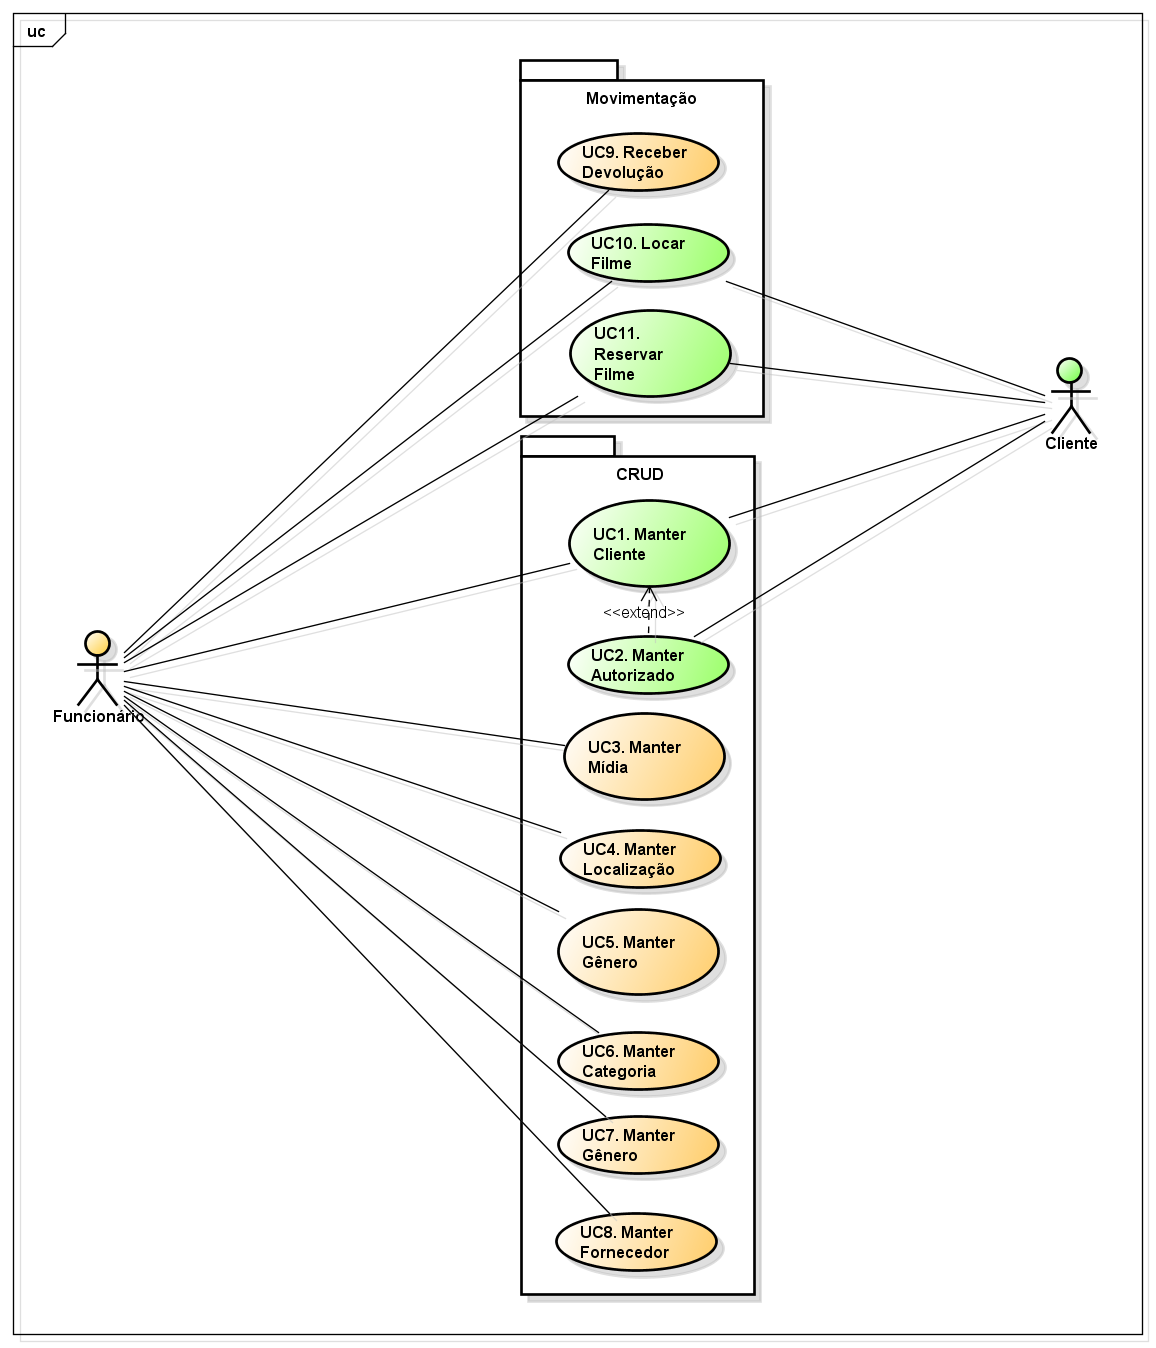 uc
Movimentação
UC9. Receber
Devolução
UC10. Locar
Filme
UC11.
Reservar
Filme
Cliente
CRUD
UC1. Manter
Cliente
<<extend>>
UC2. Manter
Autorizado
Funcionário
UC3. Manter
Mídia
UC4. Manter
Localização
UC5. Manter
Gênero
UC6. Manter
Categoria
UC7. Manter
Gênero
UC8. Manter
Fornecedor